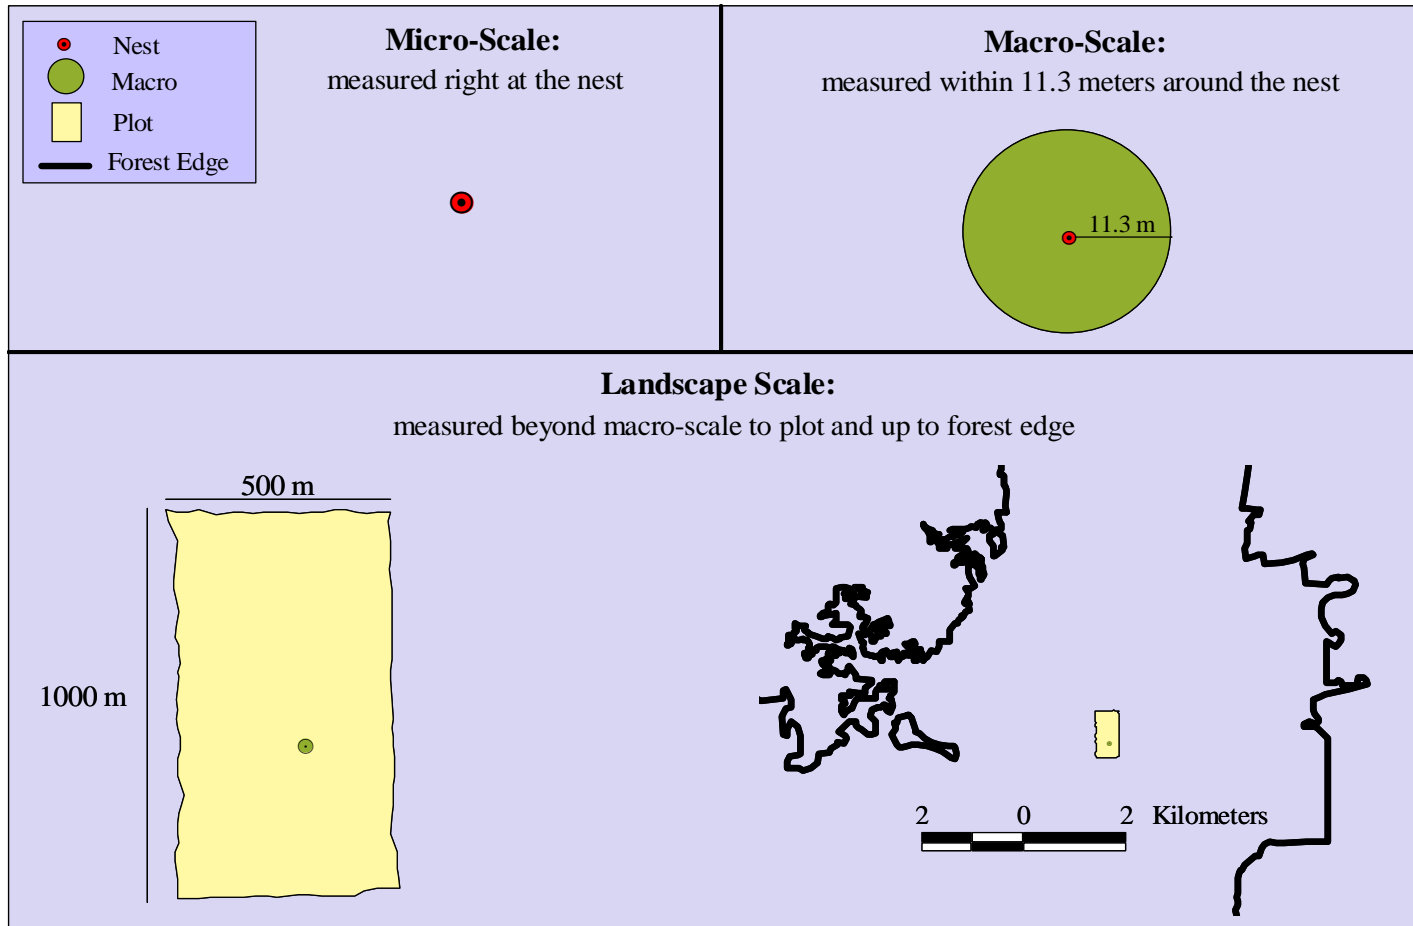 Nest
Macro
Plot
Forest Edge
Micro-Scale:
measured right at the nest
Macro-Scale:
measured within 11.3 meters around the nest
11.3 m
Landscape Scale:
measured beyond macro-scale to plot and up to forest edge
500 m
1000 m
2 0 2 Kilometers